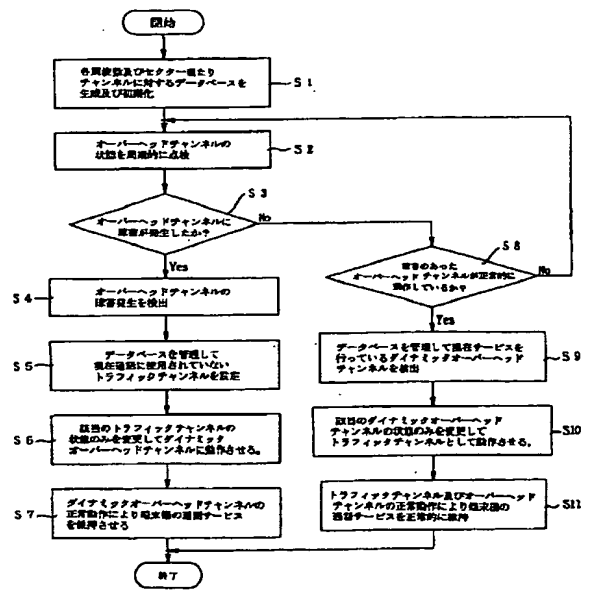 開始
各周波数及びセクター当たり
チャンネルに対するデータベースを
生成及び初期化
S1
オーバーヘッドチャンネルの
状態を周期的に点検
S2
オーバーヘッドチャンネルに
障害が発生したか?
S3
No
Yes
オーバーヘッドチャンネルの
障害発生を検出
S4
データベースを管理して
現在通話に使用されていない
トラフィックチャンネルを設定
S5
該当のトラフィックチャンネルの
状態のみを変更してダイナミック
オーバーヘッドチャンネルに動作させる。
S6
ダイナミックオーバーヘッドチャンネルの
正常動作により端末機の通話サービス
を維持させる
S7
障害のあった
オーバーヘッドチャンネルが正常的に
動作しているか?
S8
No
Yes
データベースを管理して現在サービスを
行っているダイナミックオーバーヘッド
チャンネルを検出
S9
該当のダイナミックオーバーヘッド
チャンネルの状態のみを変更して
トラフィックチャンネルとして動作させる。
S10
トラフィックチャンネル及びオーバーヘッド
チャンネルの正常動作により端末機の
通話サービスを正常的に維持
S11
終了